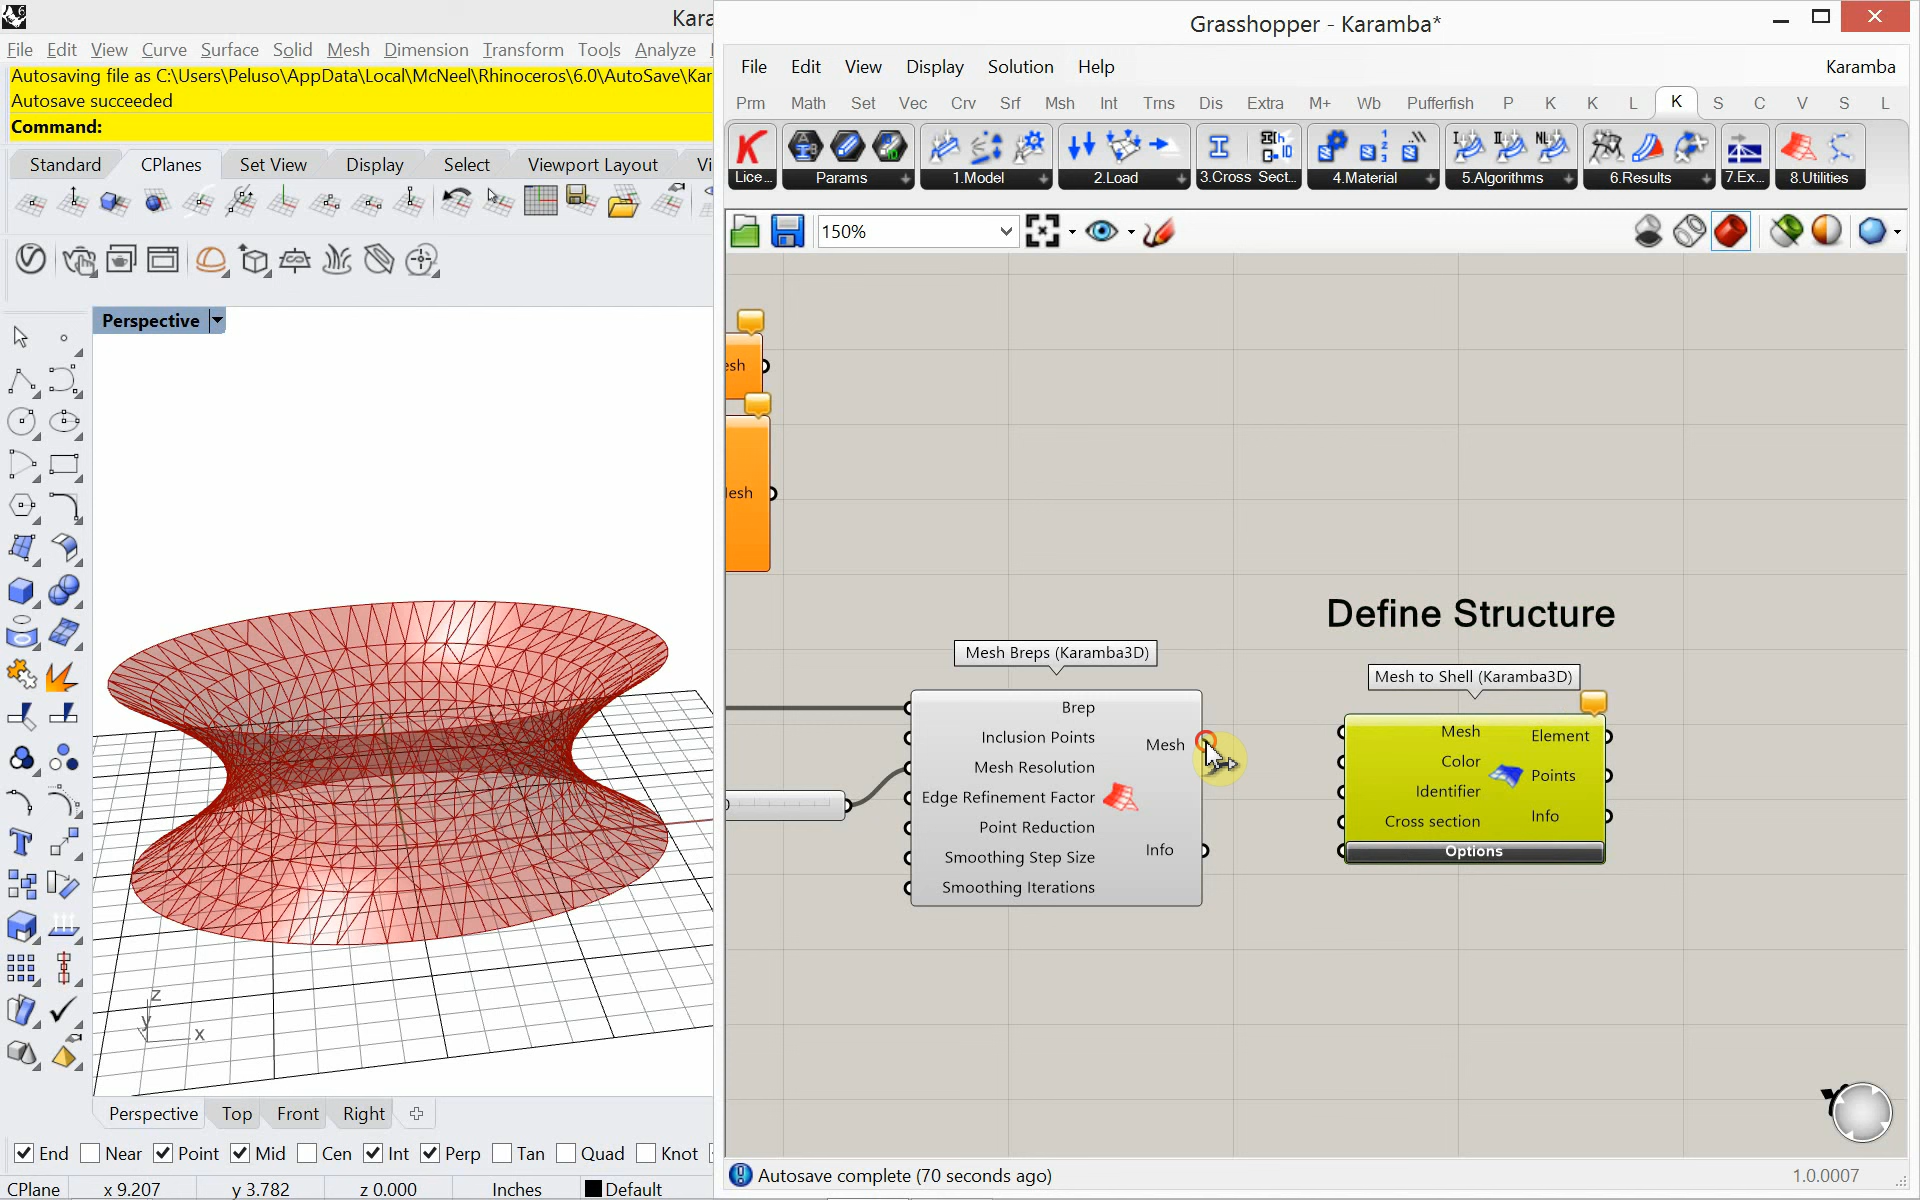 Kara
File Edit View Curve Surface Solid Mesh Dimension Transform Tools Analyze
Autosaving file as C:\Users\Peluso\AppData\Local\McNeel\Rhinoceros\6.0\AutoSave\Kar
Autosave succeeded
Command:
Standard CPlanes Set View Display Select Viewport Layout Vi
Perspective
z
y
x
Perspective Top Front Right
End Near Point Mid Cen Int Perp Tan Quad Knot
CPlane x 9.207 y 3.782 z 0.000 Inches Default
Grasshopper - Karamba*
File Edit View Display Solution Help Karamba
Prm Math Set Vec Crv Srf Msh Int Trns Dis Extra M+ Wb Pufferfish P K K L K S C V S L
Lice... Params 1.Model 2.Load 3.Cross Sect... 4.Material 5.Algorithms 6.Results 7.Ex... 8.Utilities
150%
esh
lesh
Define Structure
Mesh Breps (Karamba3D)
Brep
Inclusion Points
Mesh Resolution
Edge Refinement Factor
Point Reduction
Smoothing Step Size
Smoothing Iterations
Mesh
Info
Mesh to Shell (Karamba3D)
Mesh
Color
Identifier
Cross section
Element
Points
Info
Options
Autosave complete (70 seconds ago)
1.0.0007